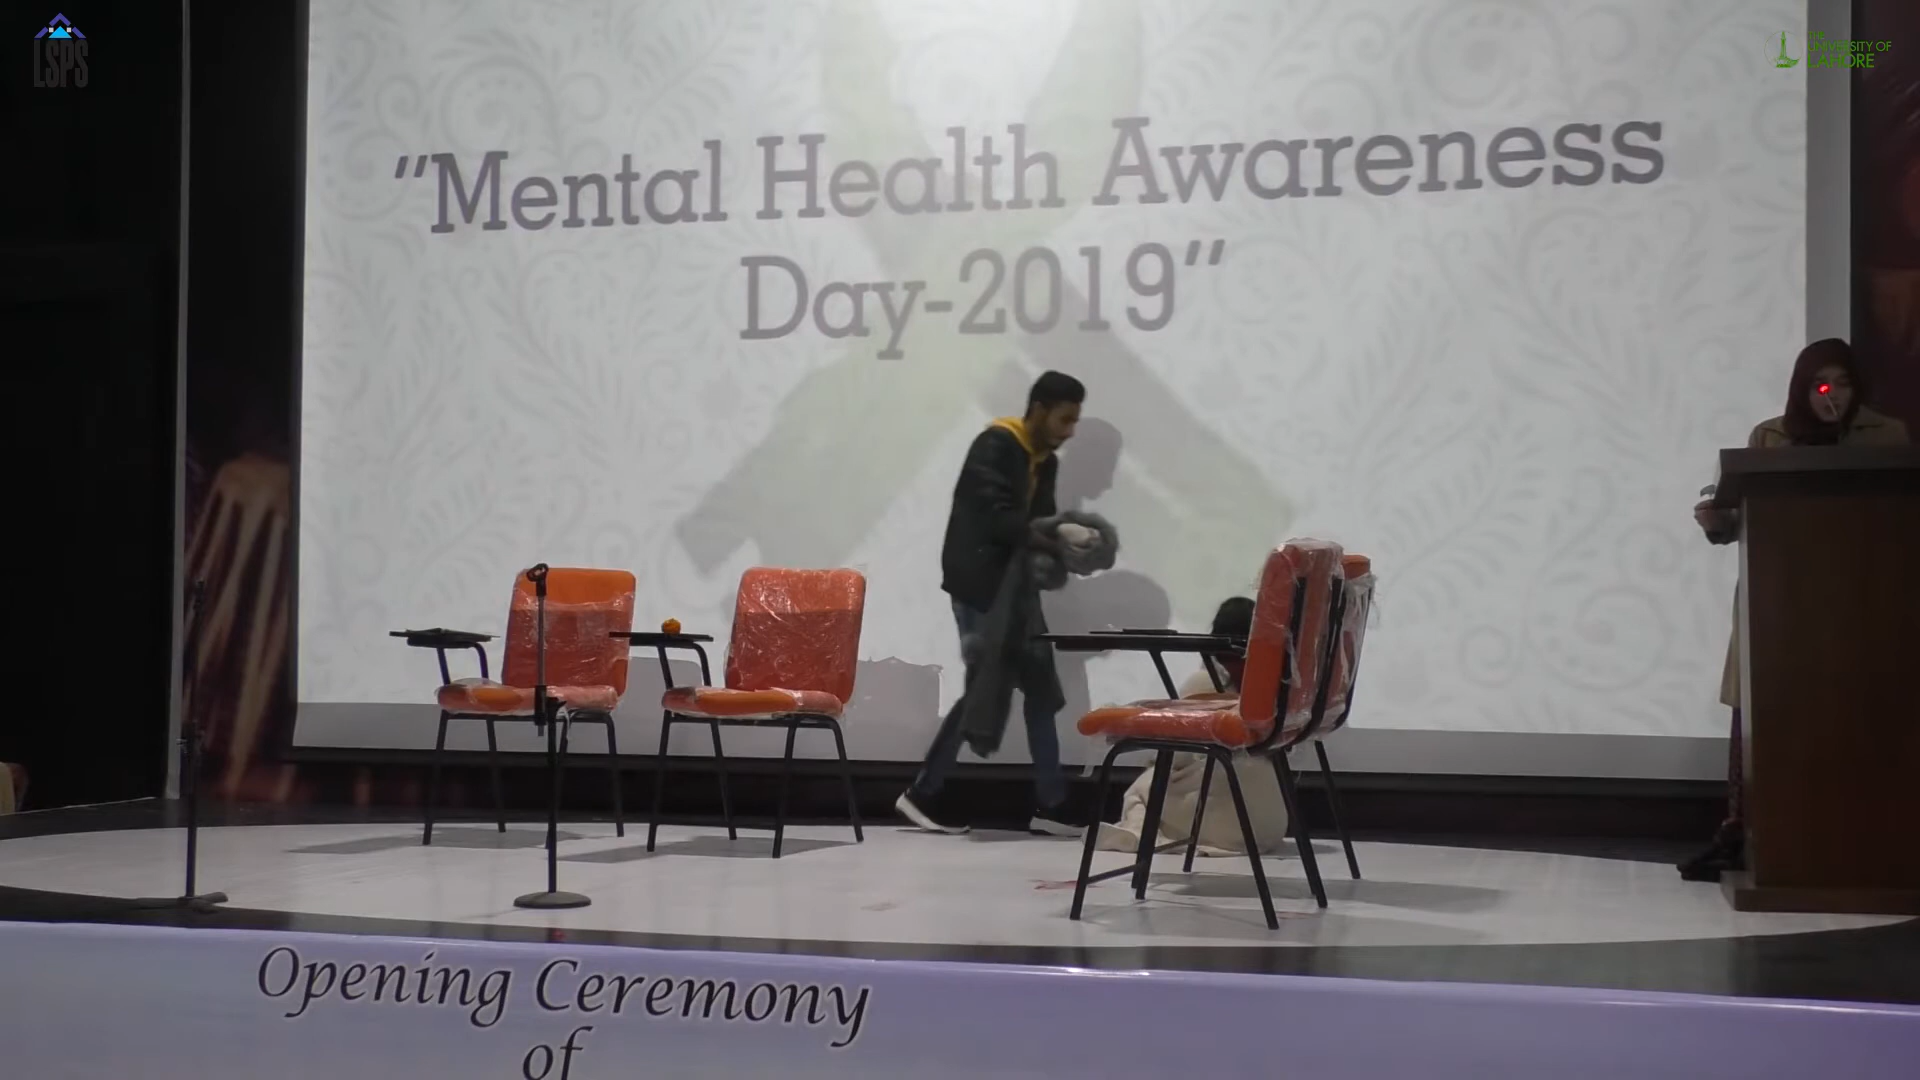 LSPS
THE
UNIVERSITY OF
LAHORE
"Mental Health Awareness
Day-2019"
Opening Ceremony
of